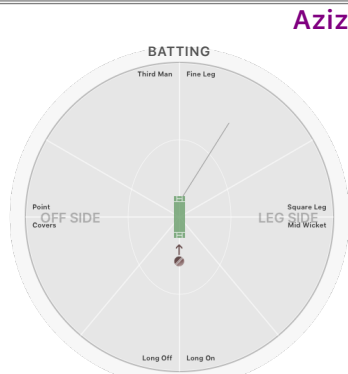 Aziz
BATTING
Third Man Fine Leg
Point Square Leg
OFF SIDE LEG SIDE
Covers Mid Wicket
Long Off Long On